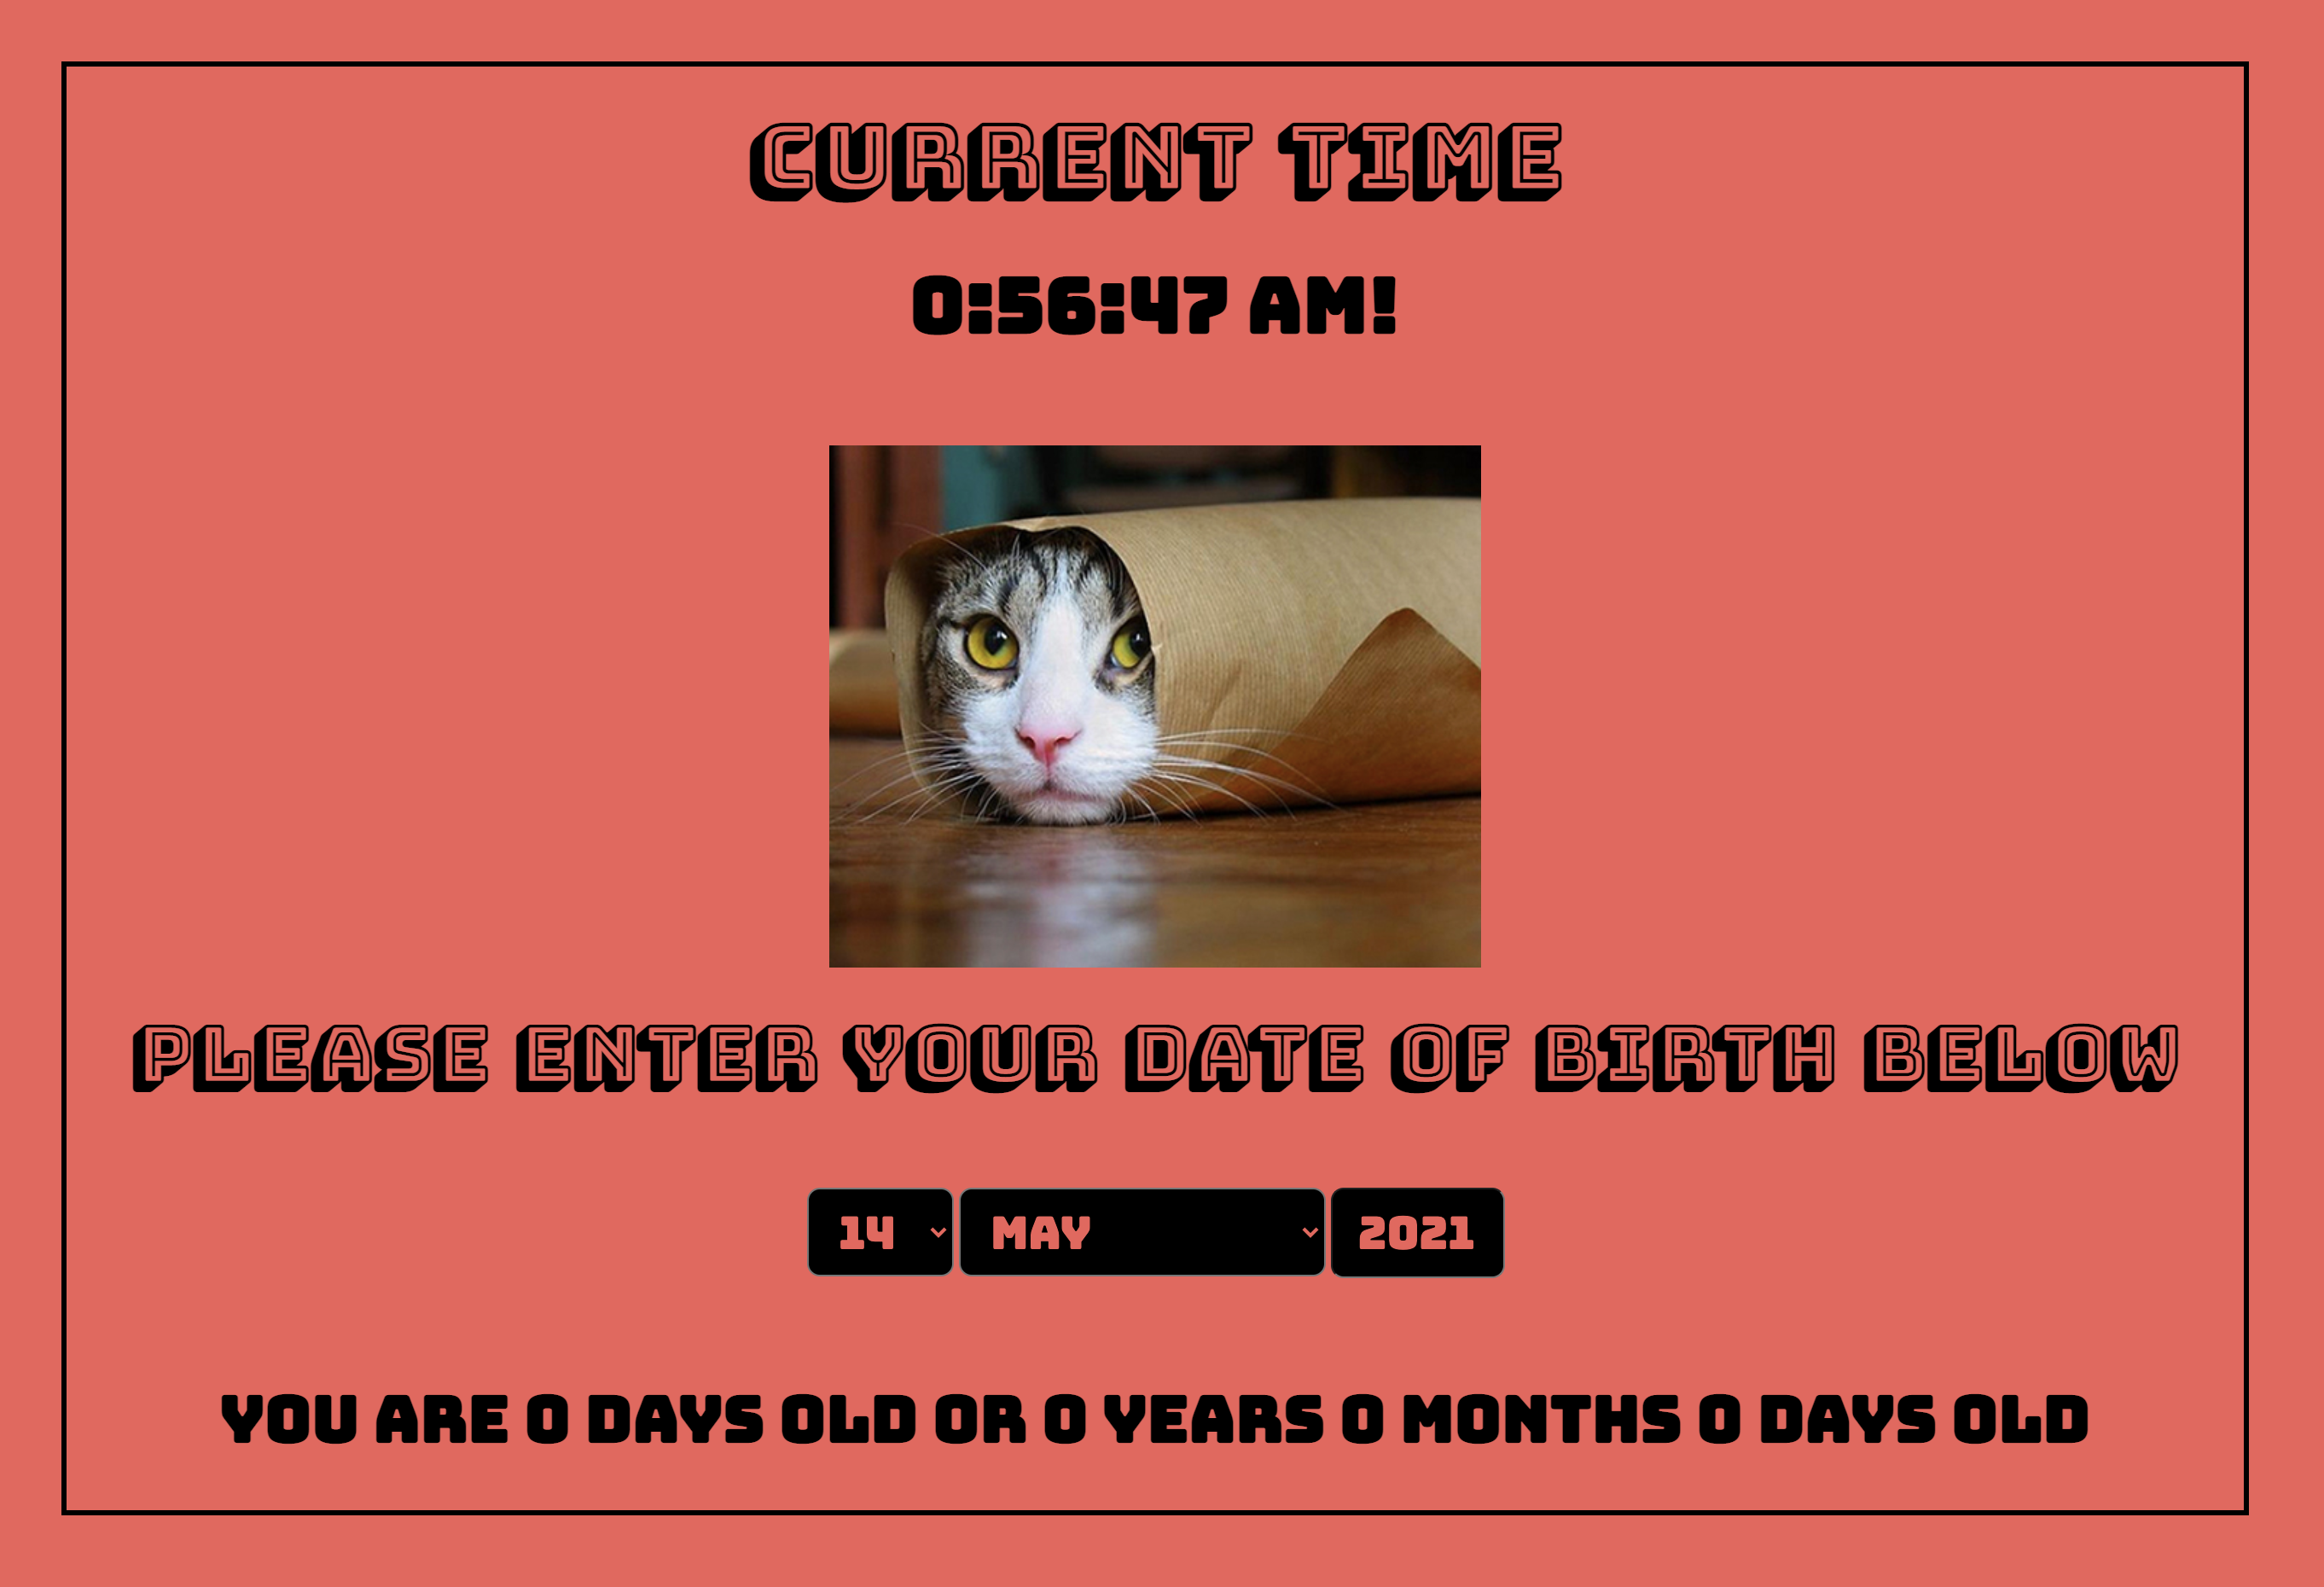 CURRENT TIME
0:56:47 AM!
PLEASE ENTER YOUR DATE OF BIRTH BELOW
14 MAY 2021
YOU ARE 0 DAYS OLD OR 0 YEARS 0 MONTHS 0 DAYS OLD